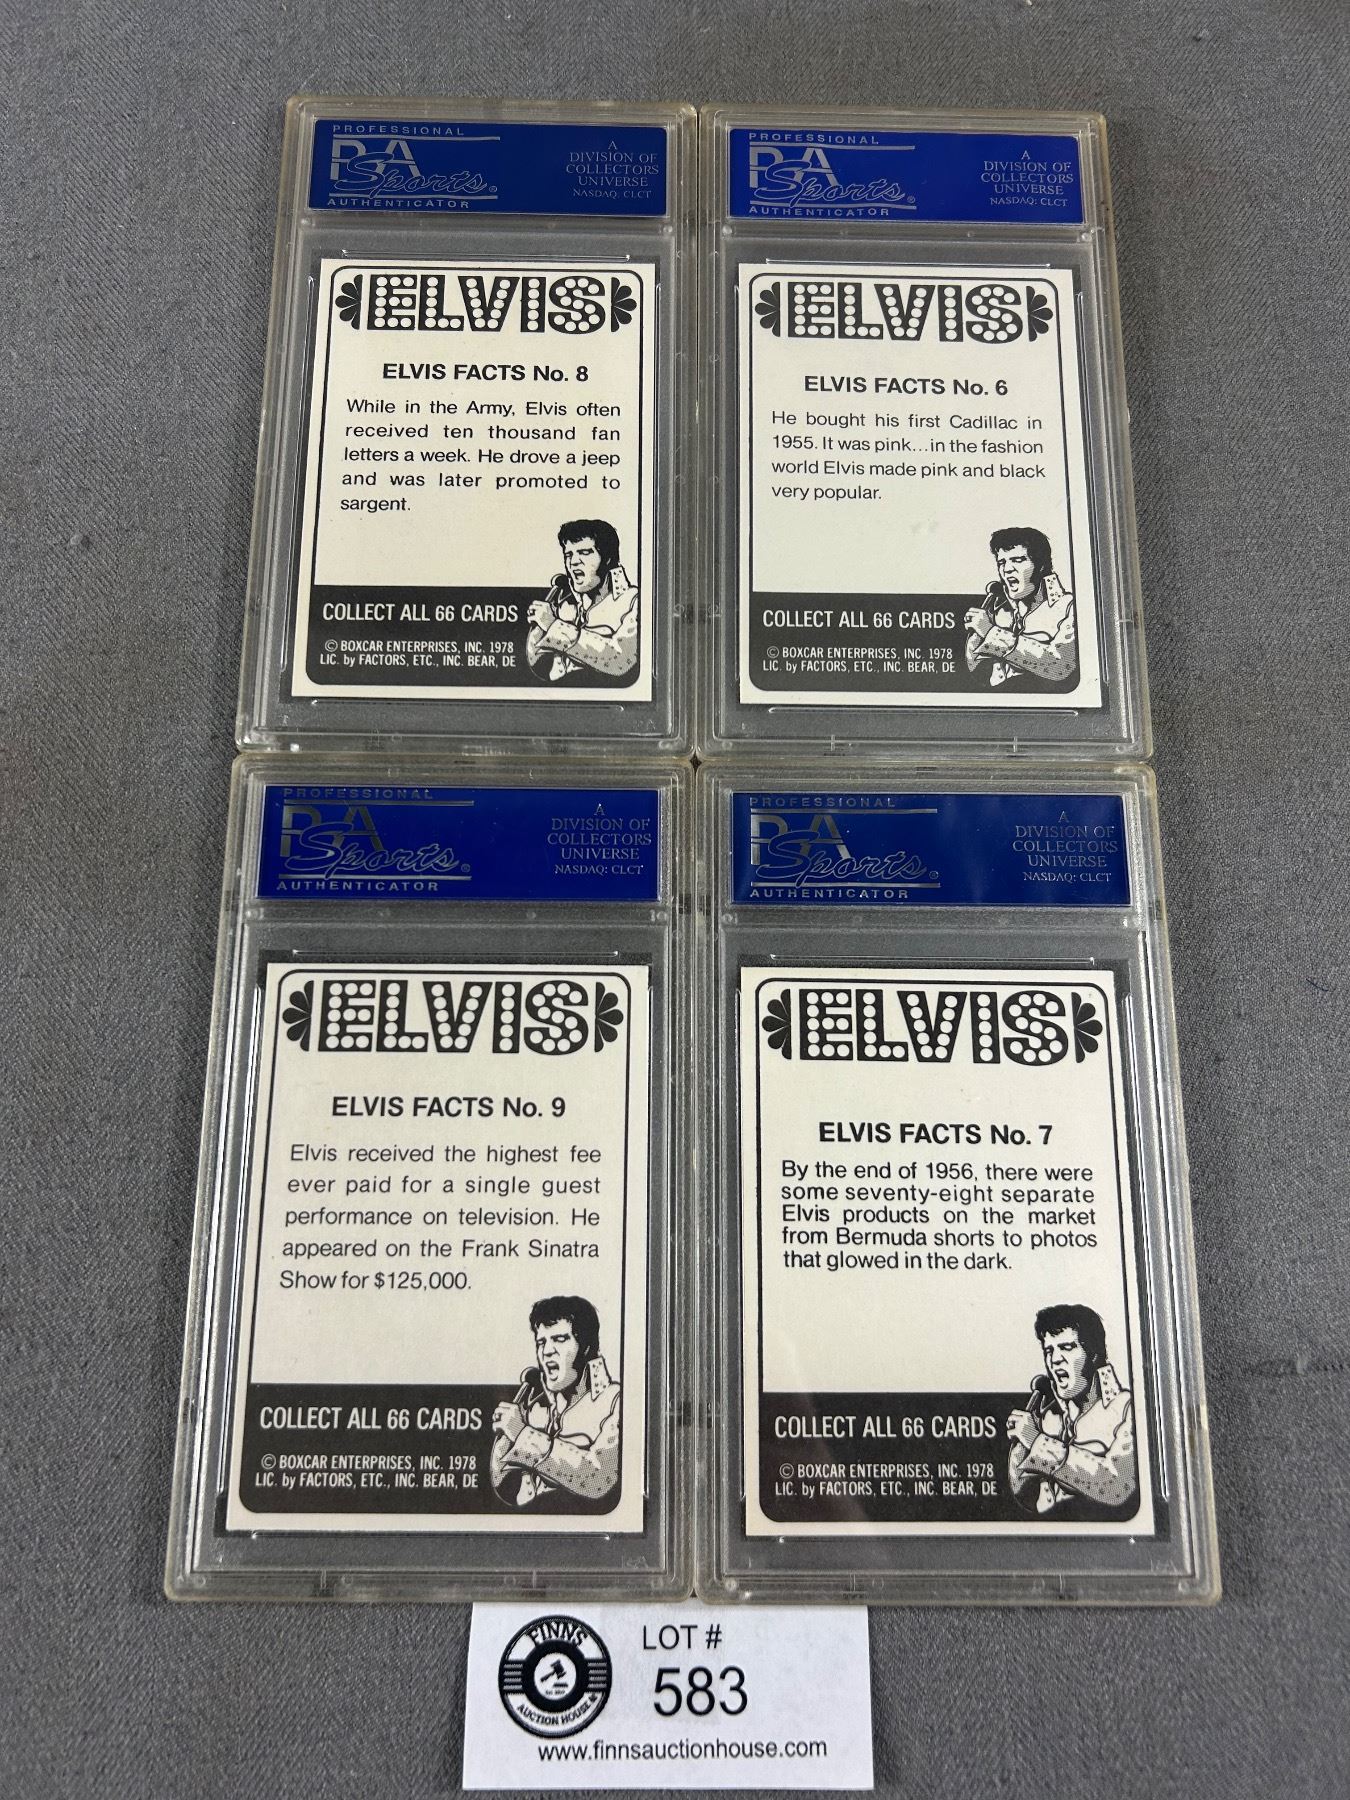 PROFESSIONAL
PSA
Sports®
AUTHENTICATOR
A
DIVISION OF
COLLECTORS
UNIVERSE
NASDAQ: CLCT
ELVIS
ELVIS FACTS No. 8
While in the Army, Elvis often
received ten thousand fan
letters a week. He drove a jeep
and was later promoted to
sargent.
COLLECT ALL 66 CARDS
© BOXCAR ENTERPRISES, INC. 1978
LIC. by FACTORS, ETC., INC. BEAR, DE
PROFESSIONAL
PSA
Sports®
AUTHENTICATOR
A
DIVISION OF
COLLECTORS
UNIVERSE
NASDAQ: CLCT
ELVIS
ELVIS FACTS No. 6
He bought his first Cadillac in
1955. It was pink...in the fashion
world Elvis made pink and black
very popular.
COLLECT ALL 66 CARDS
© BOXCAR ENTERPRISES, INC. 1978
LIC. by FACTORS, ETC., INC. BEAR, DE
PROFESSIONAL
PSA
Sports®
AUTHENTICATOR
A
DIVISION OF
COLLECTORS
UNIVERSE
NASDAQ: CLCT
ELVIS
ELVIS FACTS No. 9
Elvis received the highest fee
ever paid for a single guest
performance on television. He
appeared on the Frank Sinatra
Show for $125,000.
COLLECT ALL 66 CARDS
© BOXCAR ENTERPRISES, INC. 1978
LIC. by FACTORS, ETC., INC. BEAR, DE
PROFESSIONAL
PSA
Sports®
AUTHENTICATOR
A
DIVISION OF
COLLECTORS
UNIVERSE
NASDAQ: CLCT
ELVIS
ELVIS FACTS No. 7
By the end of 1956, there were
some seventy-eight separate
Elvis products on the market
from Bermuda shorts to photos
that glowed in the dark.
COLLECT ALL 66 CARDS
© BOXCAR ENTERPRISES, INC. 1978
LIC. by FACTORS, ETC., INC. BEAR, DE
FINNS
AUCTION HOUSE
LOT #
583
www.finnsauctionhouse.com